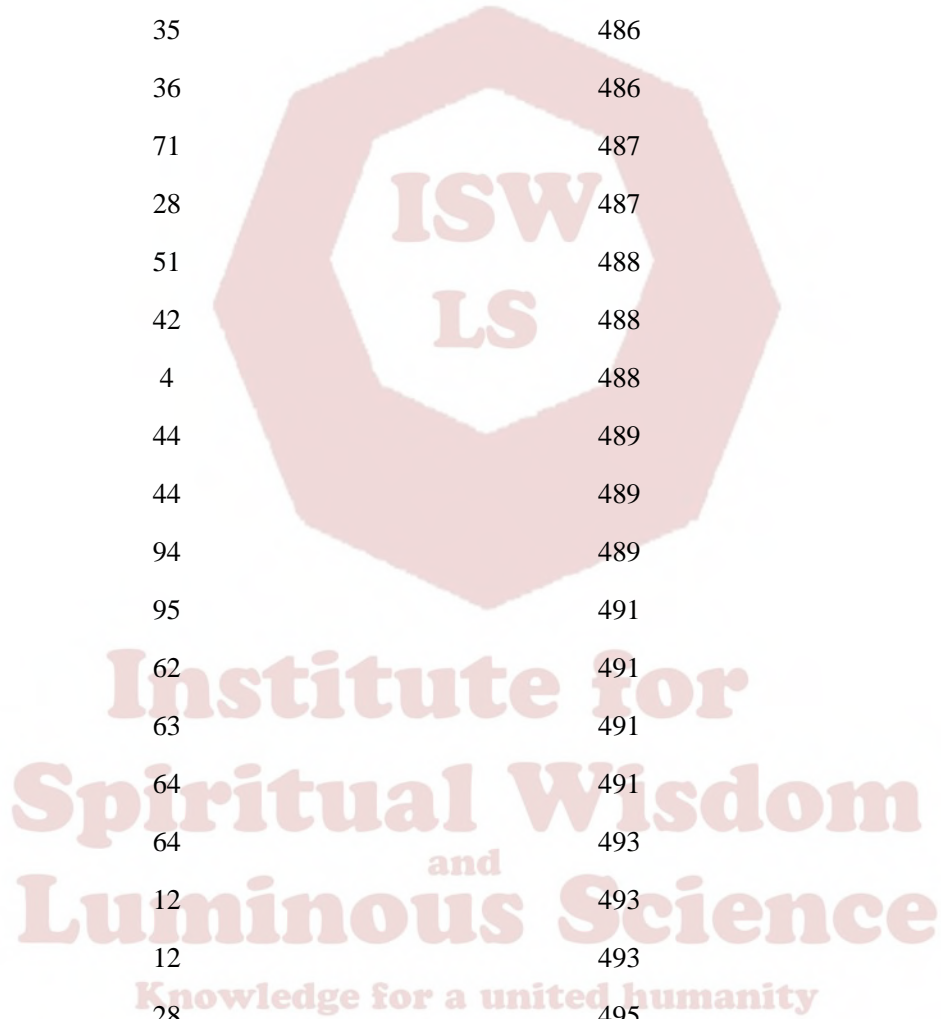 35 486
36 486
71 487
ISW
28 487
51 488
LS
42 488
4 488
44 489
44 489
94 489
95 491
Institute for
62 491
63 491
Spiritual Wisdom
64 491
64 493
and
Luminous Science
12 493
12 493
Knowledge for a united humanity
28 495